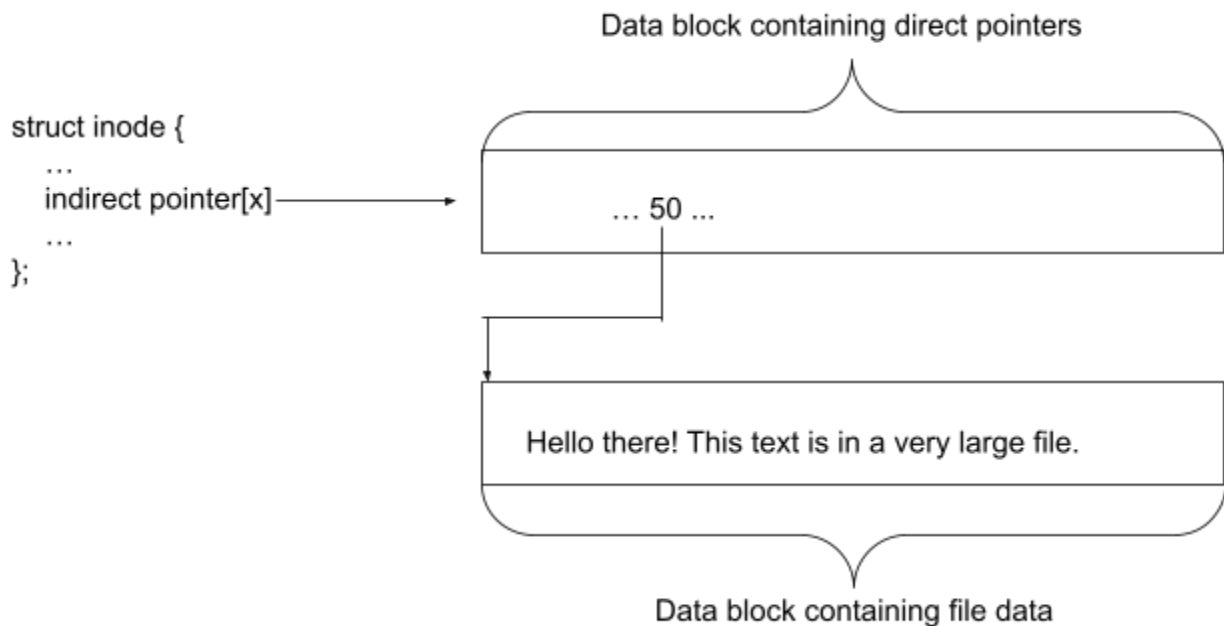 Data block containing direct pointers
struct inode {
…
indirect pointer[x]
…
};
… 50 ...
Hello there! This text is in a very large file.
Data block containing file data